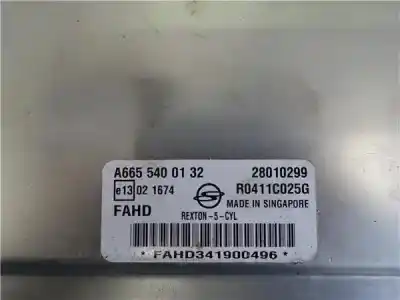 A665 540 01 32 28010299
e13 02 1674 R0411C025G
MADE IN SINGAPORE
FAHD REXTON-5-CYL
* FAHD341900496 *